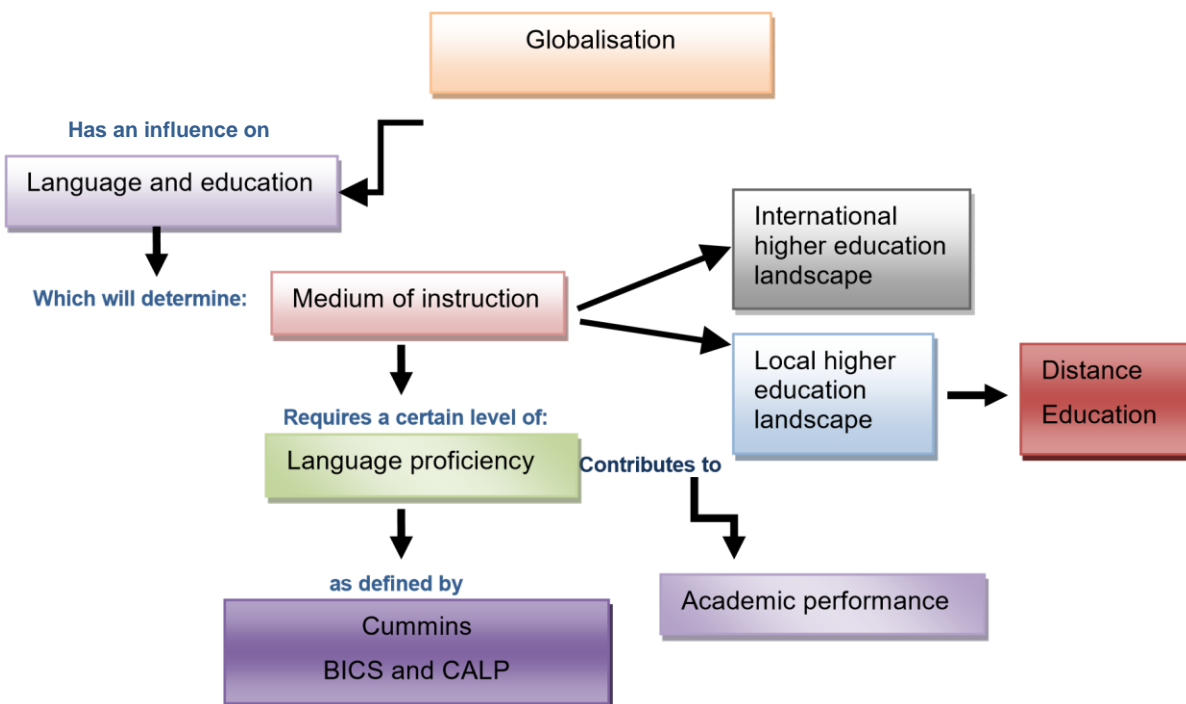 Globalisation
Has an influence on
Language and education
Which will determine:
Medium of instruction
International
higher education
landscape
Local higher
education
landscape
Distance
Education
Requires a certain level of:
Language proficiency
Contributes to
Academic performance
as defined by
Cummins
BICS and CALP